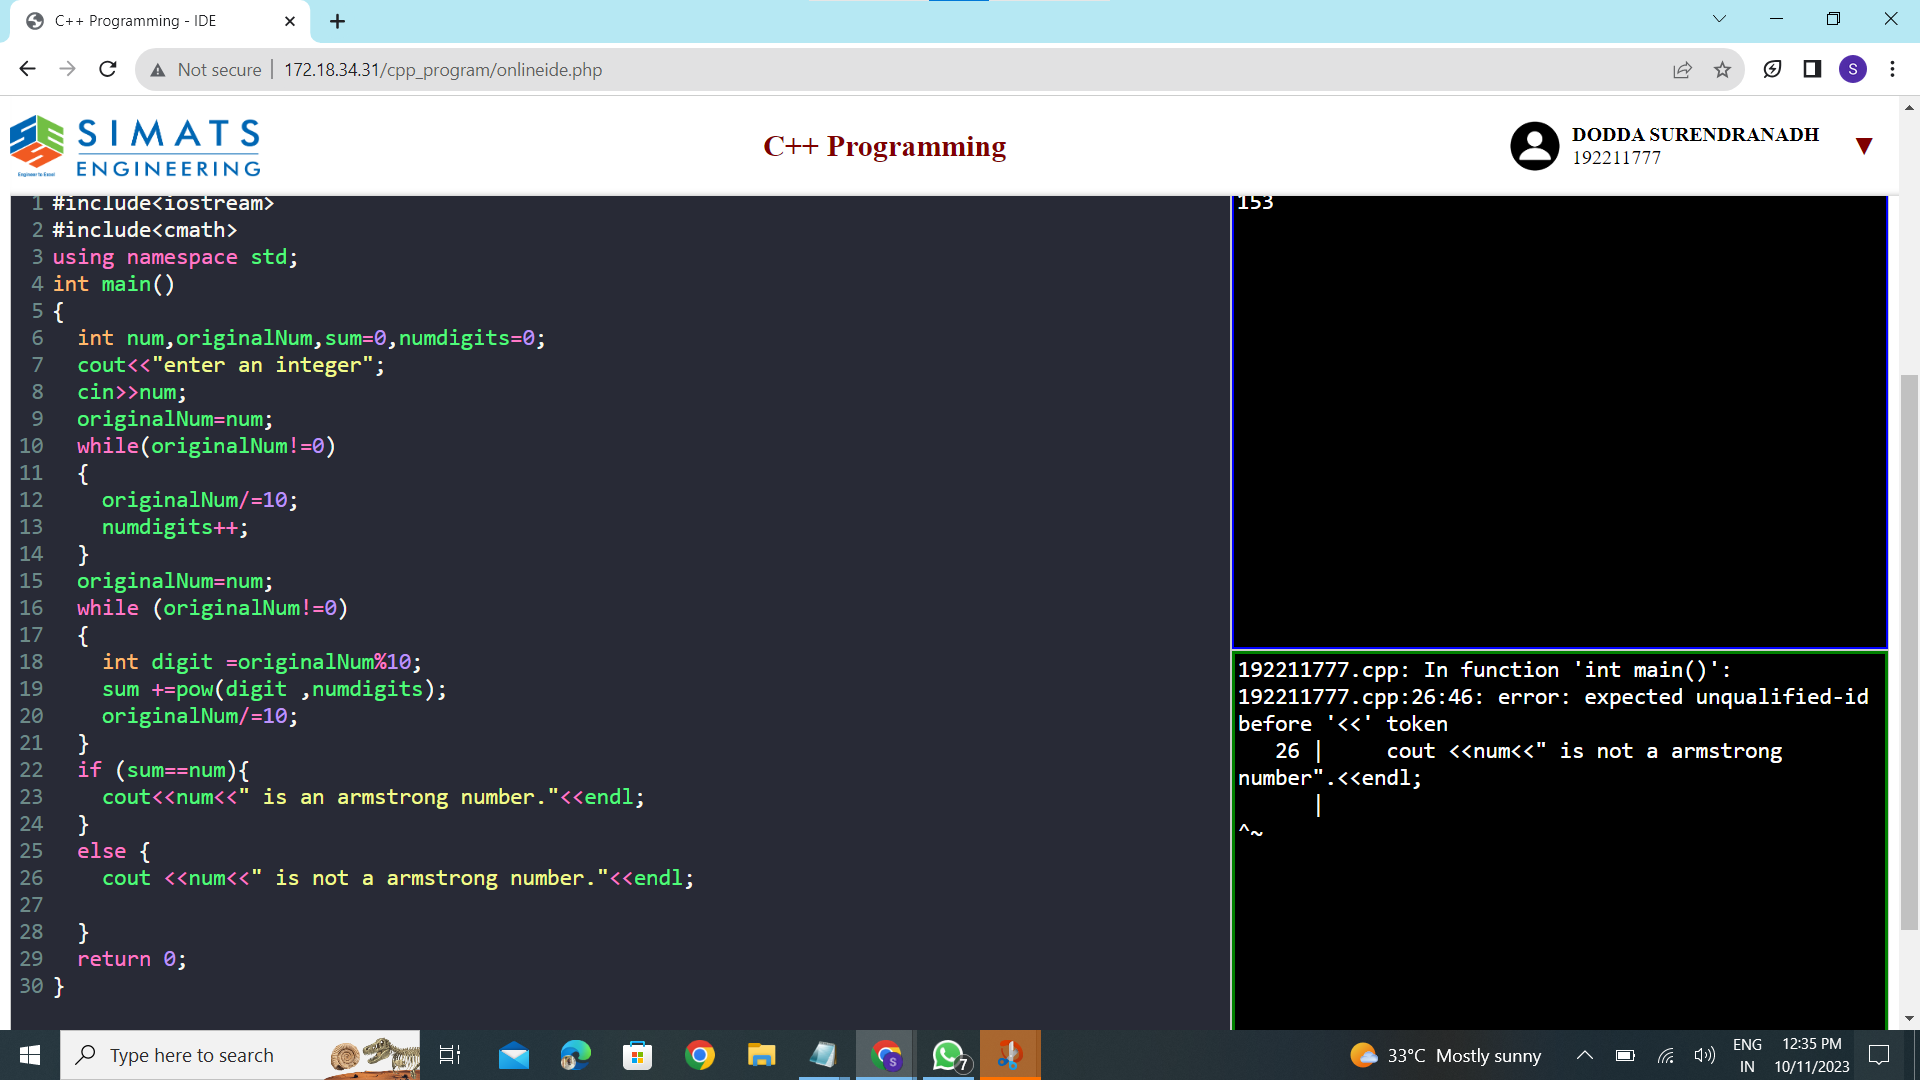 C++ Programming - IDE
Not secure | 172.18.34.31/cpp_program/onlineide.php
S
SIMATS
ENGINEERING
Engineer to Excel
C++ Programming
DODDA SURENDRANADH
192211777
1 #include<iostream>
2 #include<cmath>
3 using namespace std;
4 int main()
5 {
6   int num,originalNum,sum=0,numdigits=0;
7   cout<<"enter an integer";
8   cin>>num;
9   originalNum=num;
10   while(originalNum!=0)
11   {
12     originalNum/=10;
13     numdigits++;
14   }
15   originalNum=num;
16   while (originalNum!=0)
17   {
18     int digit =originalNum%10;
19     sum +=pow(digit ,numdigits);
20     originalNum/=10;
21   }
22   if (sum==num){
23     cout<<num<<" is an armstrong number."<<endl;
24   }
25   else {
26     cout <<num<<" is not a armstrong number."<<endl;
27
28   }
29   return 0;
30 }
153
192211777.cpp: In function 'int main()':
192211777.cpp:26:46: error: expected unqualified-id
before '<<' token
   26 |     cout <<num<<" is not a armstrong
number".<<endl;
      |
^~
Type here to search
S
7
33°C Mostly sunny
ENG
IN
12:35 PM
10/11/2023